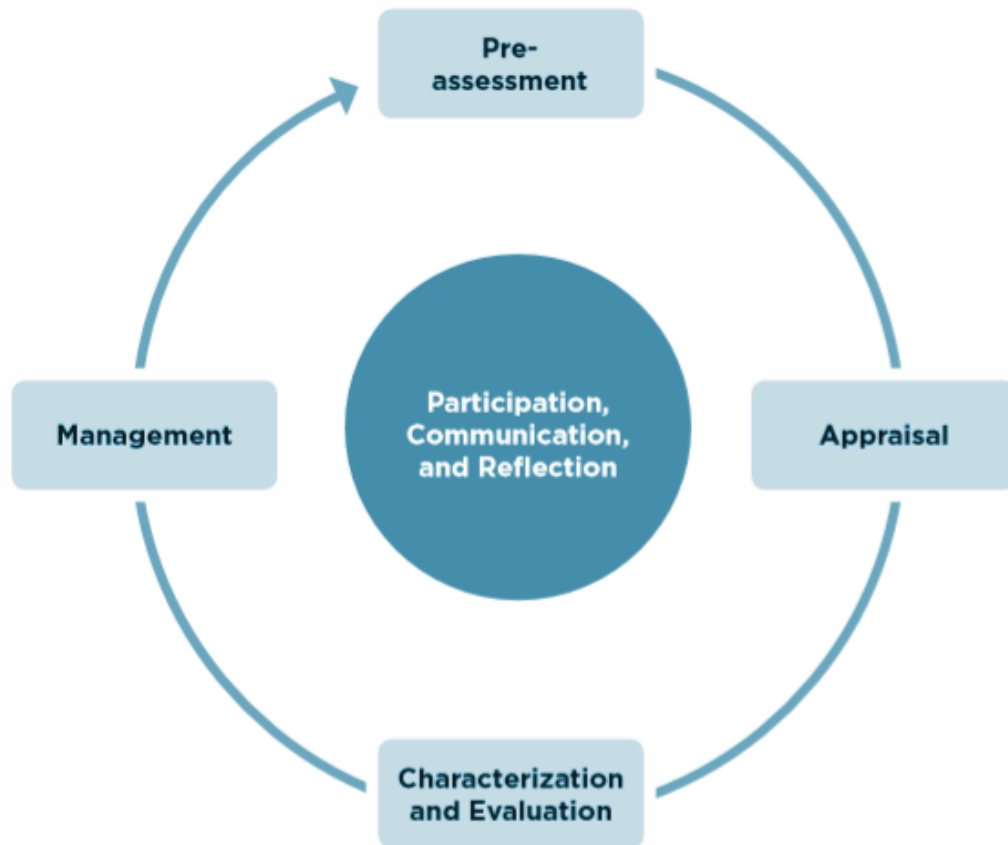 Pre-
assessment
Management
Participation,
Communication,
and Reflection
Appraisal
Characterization
and Evaluation